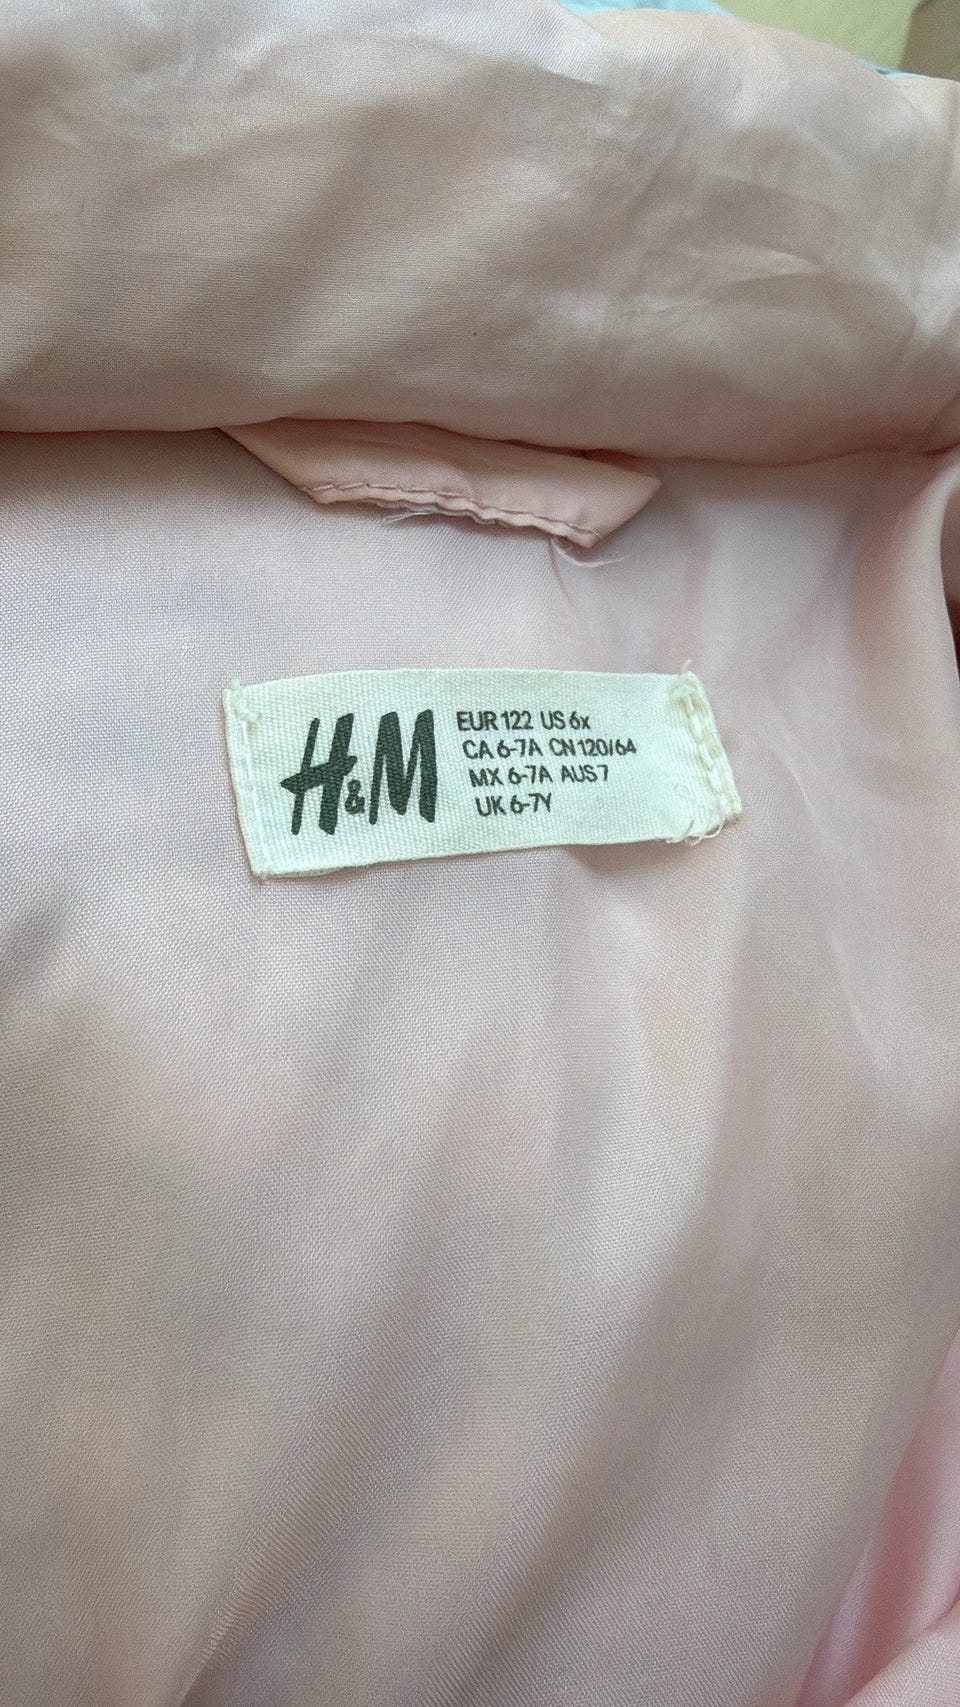 H&M
EUR 122 US 6x
CA 6-7A CN 120/64
MX 6-7A AUS 7
UK 6-7Y